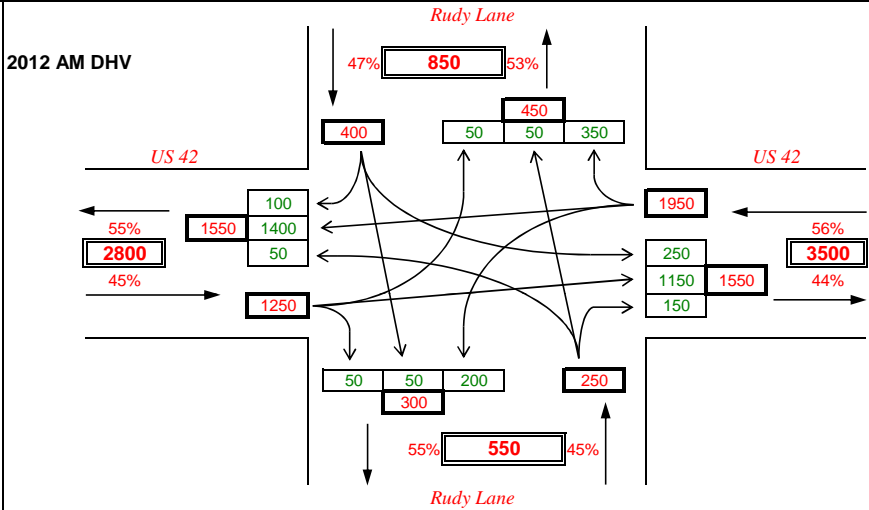 Rudy Lane
2012 AM DHV
47% 850 53%
450
400 50 50 350
US 42 US 42
100 1950
55% 1550 1400 56%
2800 50 250 3500
45% 1150 1550 44%
1250 150
50 50 200 250
300
55% 550 45%
Rudy Lane